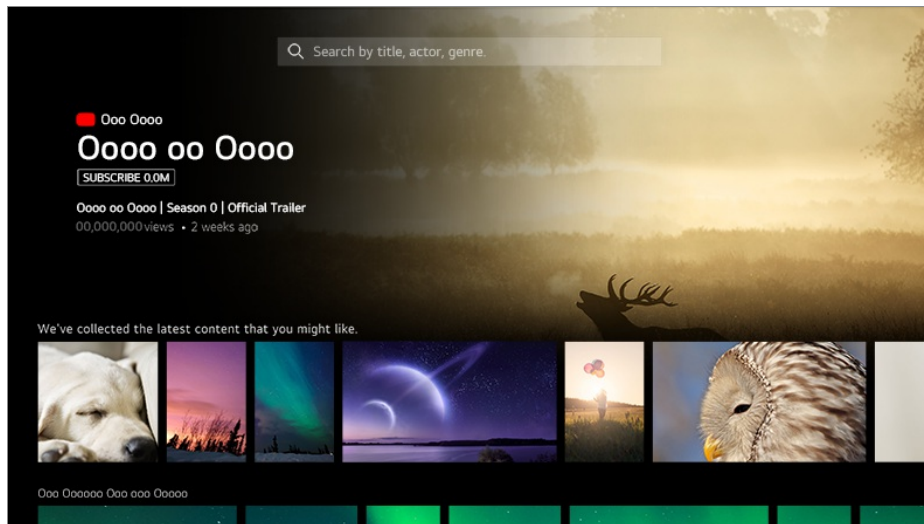 Search by title, actor, genre.
Ooo Oooo
Oooo oo Oooo
SUBSCRIBE 0.0M
Oooo oo Oooo | Season 0 | Official Trailer
00,000,000 views • 2 weeks ago
We've collected the latest content that you might like.
Ooo Oooooo Ooo ooo Ooooo